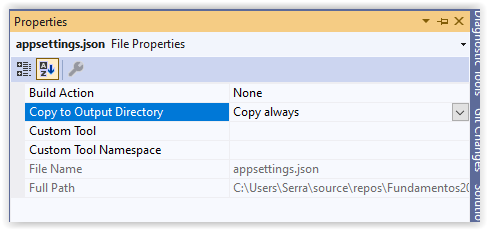 Properties
appsettings.json File Properties
Build Action None
Copy to Output Directory Copy always
Custom Tool
Custom Tool Namespace
File Name appsettings.json
Full Path C:\Users\Serra\source\repos\Fundamentos20
Diagnostic Tools
Git Changes